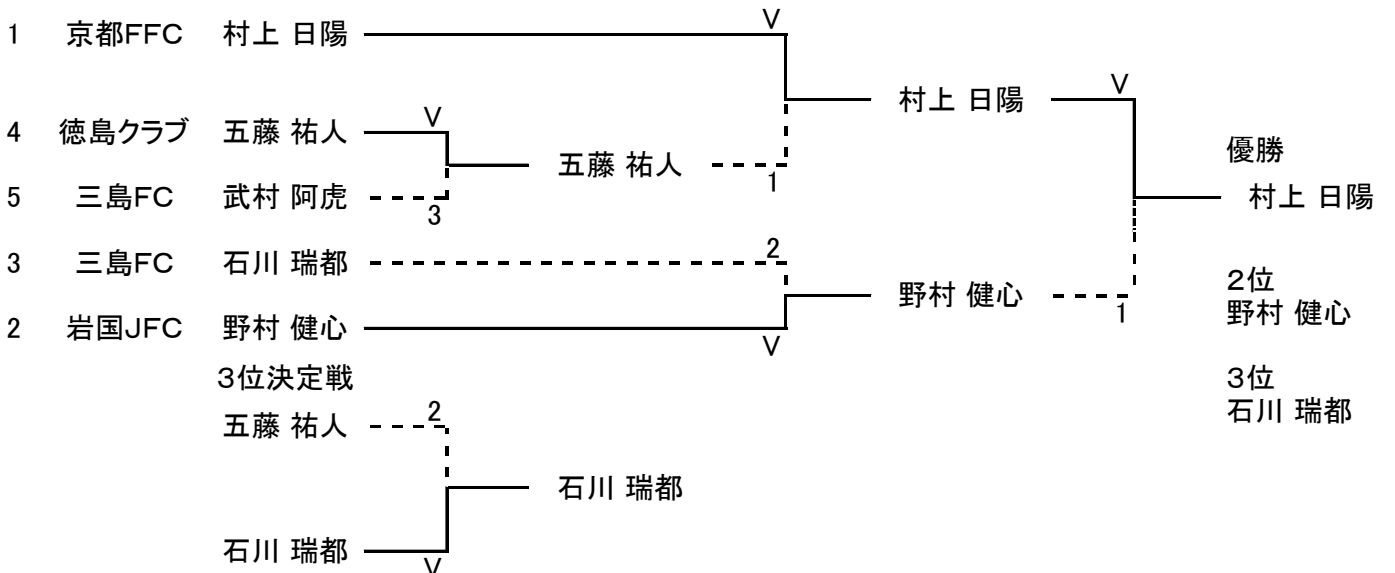 V
1 京都FFC 村上 日陽
村上 日陽 V
4 徳島クラブ 五藤 祐人 V
優勝
五藤 祐人 1
5 三島FC 武村 阿虎 3
村上 日陽
3 三島FC 石川 瑞都 2
2位
野村 健心 1
野村 健心
2 岩国JFC 野村 健心 V
3位決定戦
3位
石川 瑞都
五藤 祐人 2
石川 瑞都
石川 瑞都 V